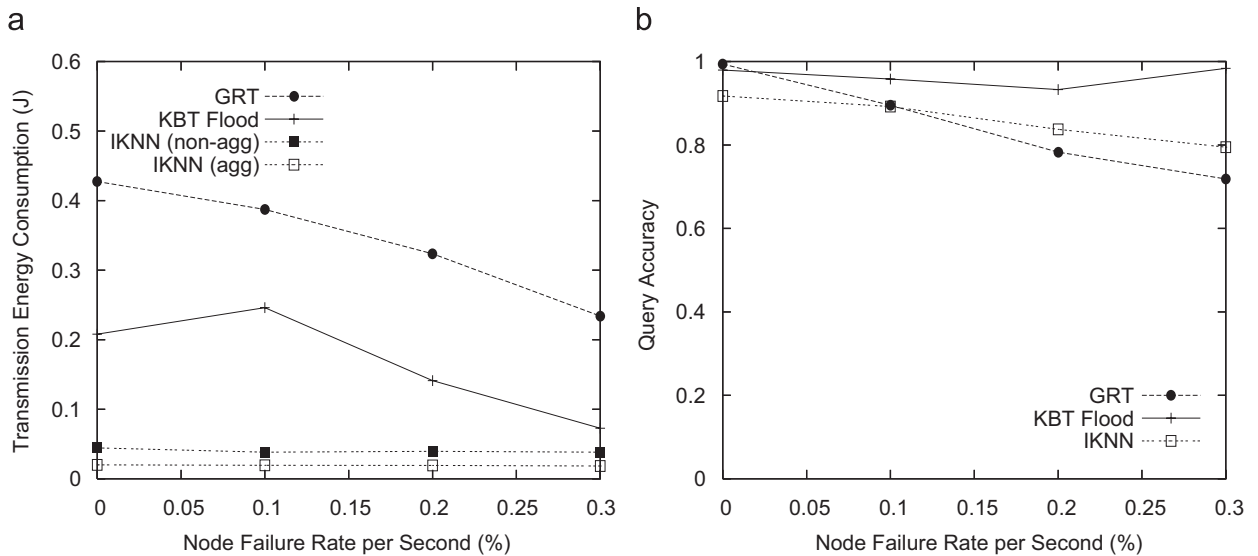 a
Transmission Energy Consumption (J)
0.6
0.5
0.4
0.3
0.2
0.1
0
GRT
KBT Flood
IKNN (non-agg)
IKNN (agg)
0 0.05 0.1 0.15 0.2 0.25 0.3
Node Failure Rate per Second (%)
b
Query Accuracy
1
0.8
0.6
0.4
0.2
0
GRT
KBT Flood
IKNN
0 0.05 0.1 0.15 0.2 0.25 0.3
Node Failure Rate per Second (%)